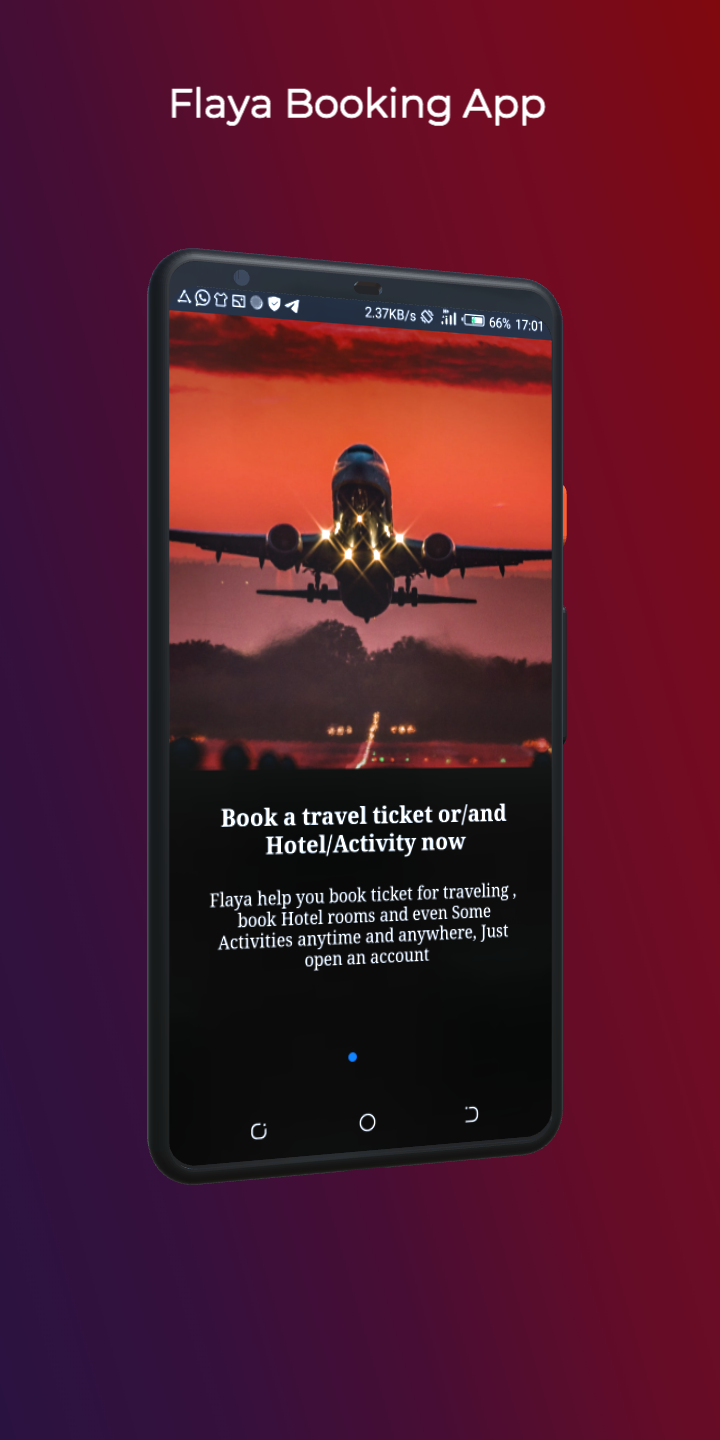 Flaya Booking App
2.37KB/s 66% 17:01
Book a travel ticket or/and
Hotel/Activity now
Flaya help you book ticket for traveling ,
book Hotel rooms and even Some
Activities anytime and anywhere, Just
open an account